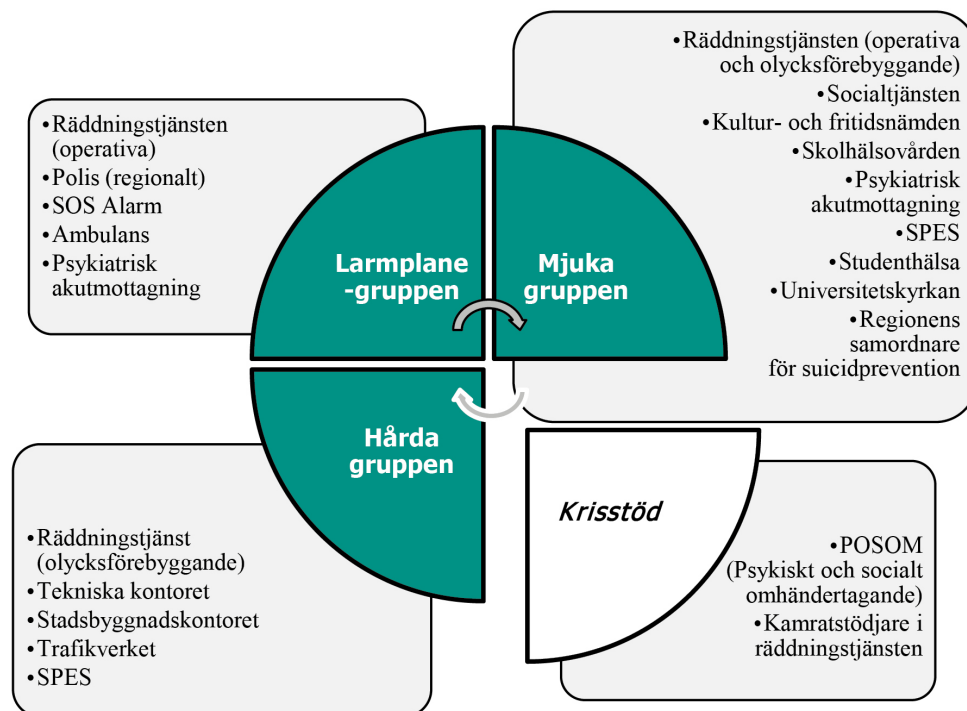 •Räddningstjänsten
(operativa)
•Polis (regionalt)
•SOS Alarm
•Ambulans
•Psykiatrisk
akutmottagning
Larmplane
-gruppen
•Räddningstjänsten (operativa
och olycksförebyggande)
•Socialtjänsten
•Kultur- och fritidsnämden
•Skolhälsovården
•Psykiatrisk
akutmottagning
•SPES
•Studenthälsa
•Universitetskyrkan
•Regionens
samordnare
för suicidprevention
Mjuka
gruppen
Hårda
gruppen
•Räddningstjänst
(olycksförebyggande)
•Tekniska kontoret
•Stadsbyggnadskontoret
•Trafikverket
•SPES
Krisstöd
•POSOM
(Psykiskt och socialt
omhändertagande)
•Kamratstödjare i
räddningstjänsten